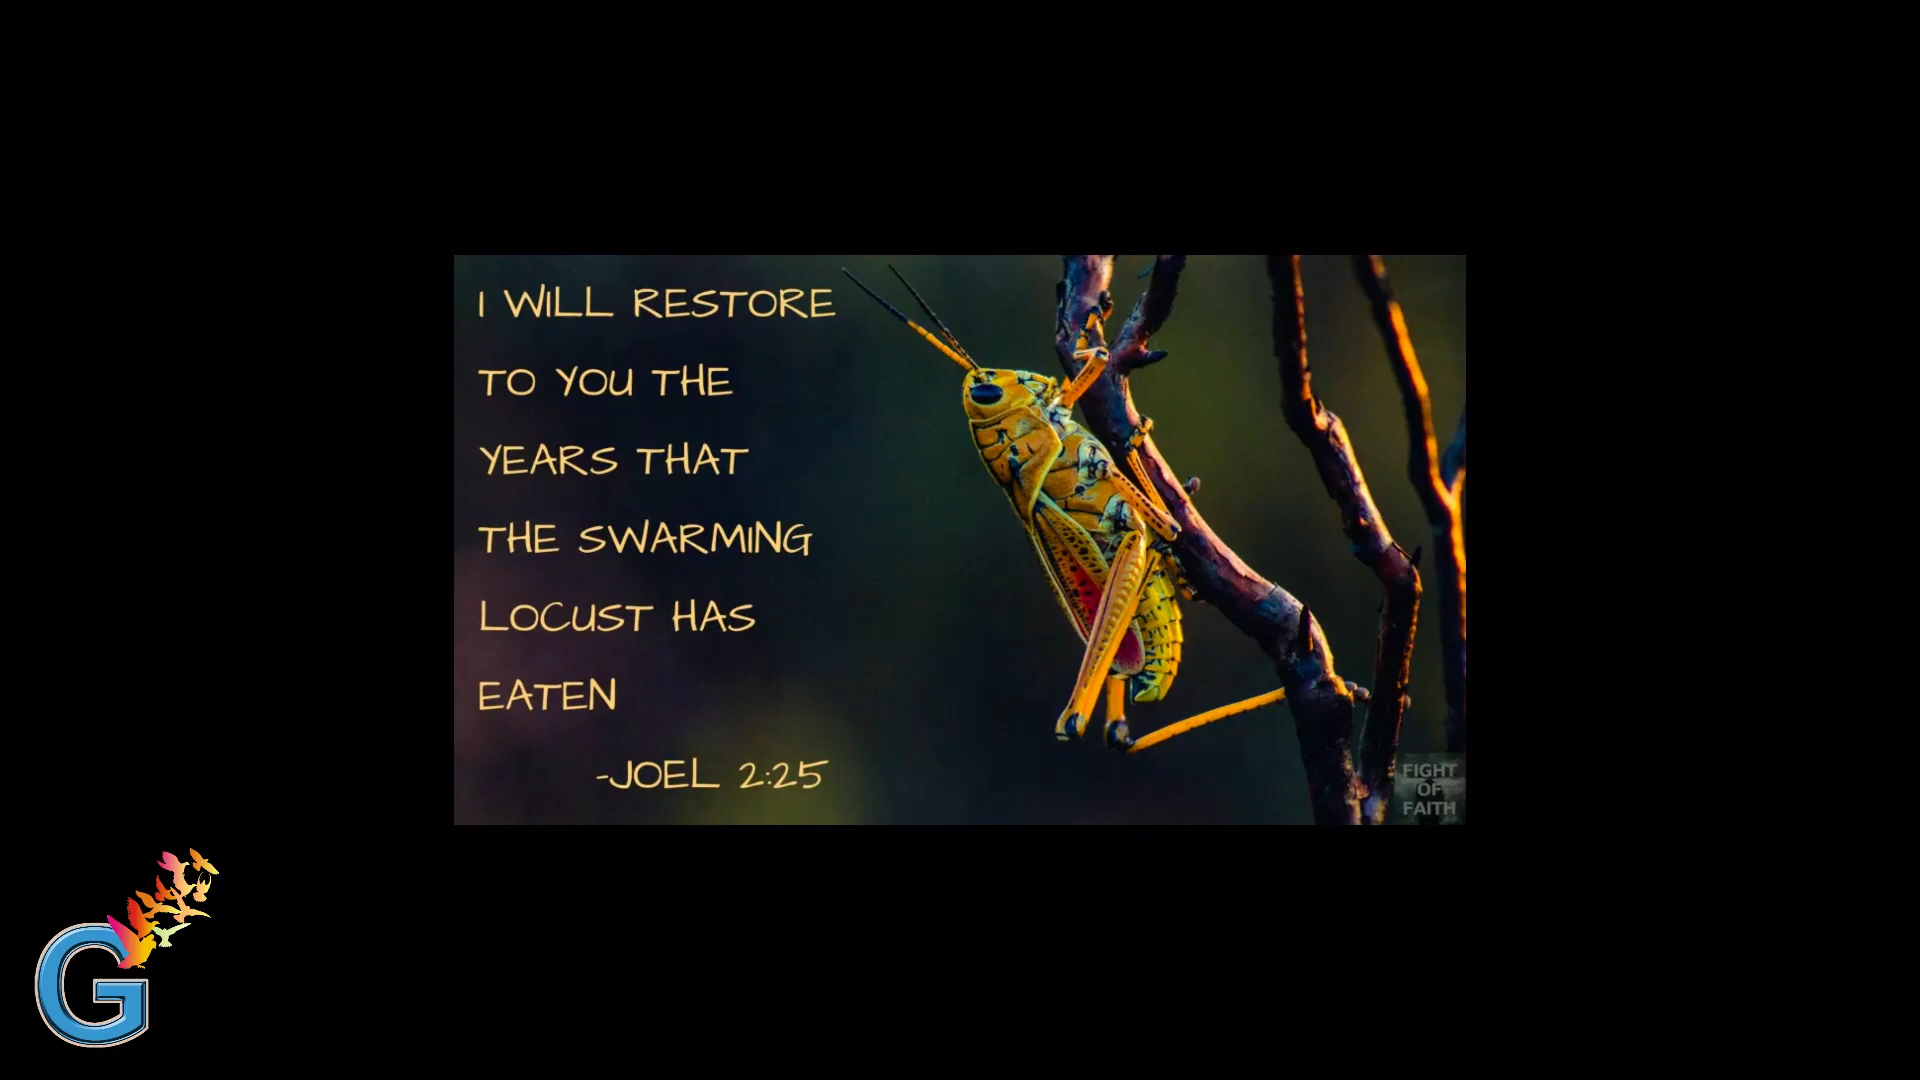 I WILL RESTORE
TO YOU THE
YEARS THAT
THE SWARMING
LOCUST HAS
EATEN
-JOEL 2:25
FIGHT
OF
FAITH
G